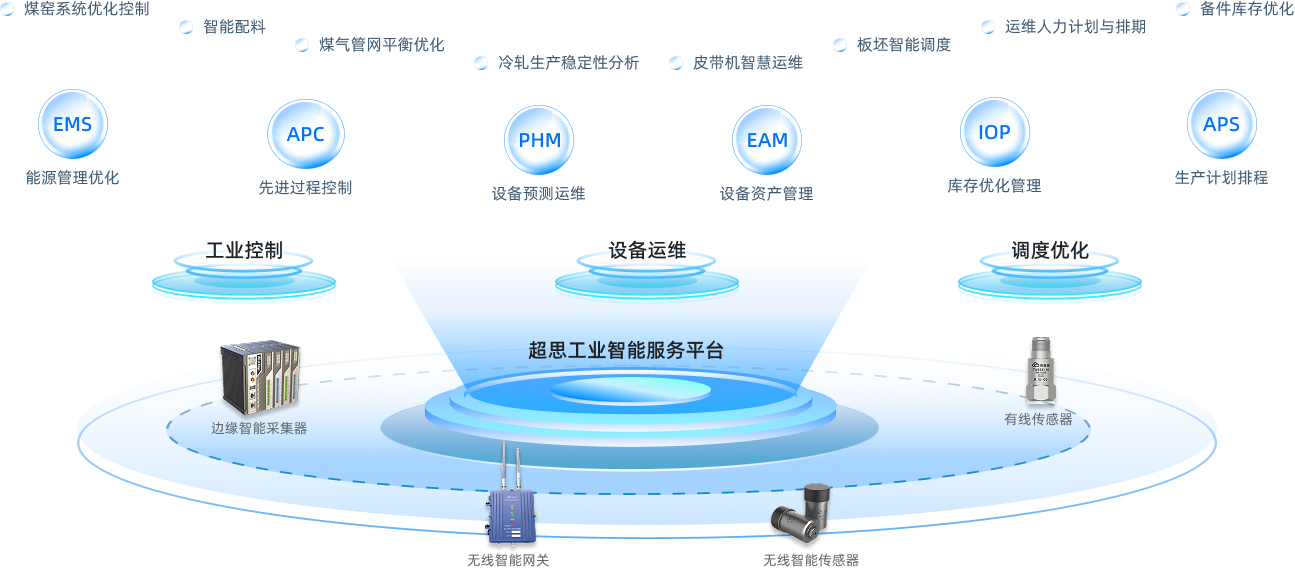 煤窑系统优化控制
备件库存优化
智能配料
运维人力计划与排期
煤气管网平衡优化
板坯智能调度
冷轧生产稳定性分析
皮带机智慧运维
EMS
APC
PHM
EAM
IOP
APS
能源管理优化
先进过程控制
设备预测运维
设备资产管理
库存优化管理
生产计划排程
工业控制
设备运维
调度优化
超思工业智能服务平台
边缘智能采集器
有线传感器
无线智能网关
无线智能传感器